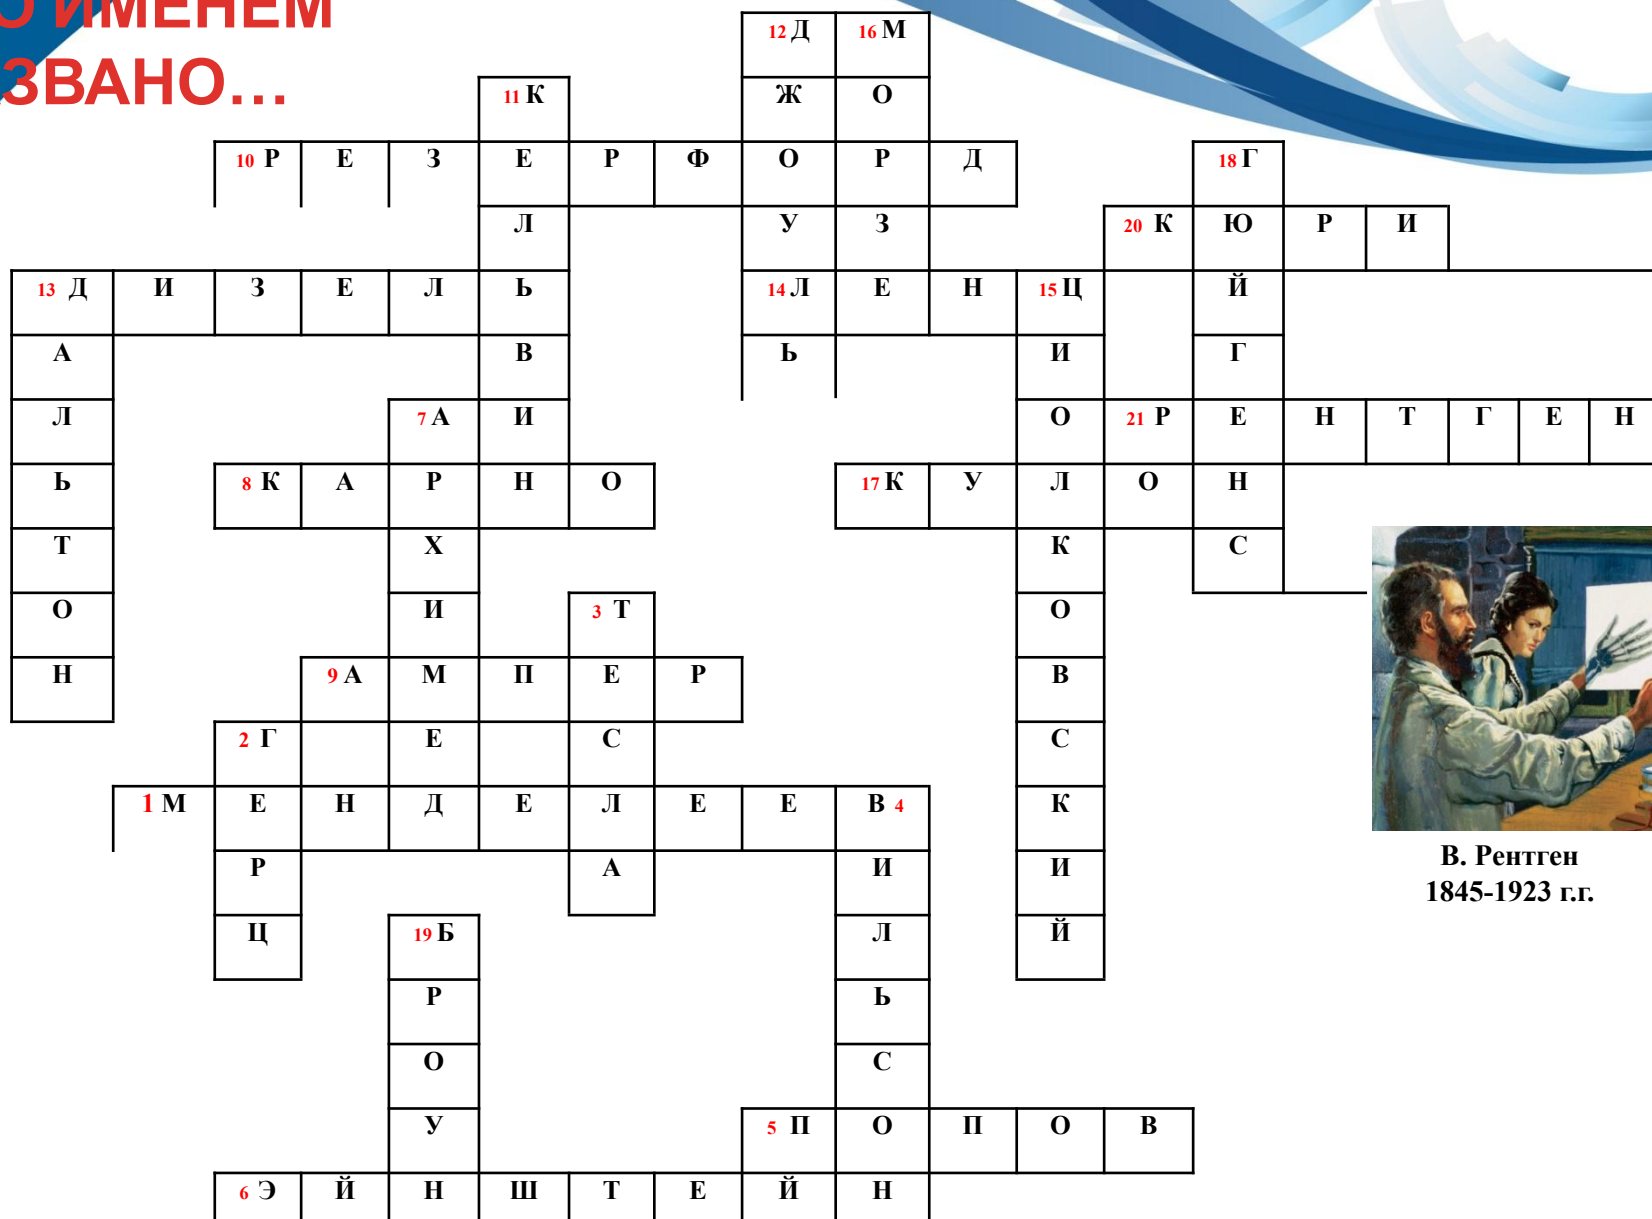 О ИМЕНЕМ
ЗВАНО…
12 Д 16 М
11 К Ж О
10 Р Е З Е Р Ф О Р Д 18 Г
Л У З 20 К Ю Р И
13 Д И З Е Л Ь 14 Л Е Н 15 Ц Й
А В Ь И Г
Л 7 А И О 21 Р Е Н Т Г Е Н
Ь 8 К А Р Н О 17 К У Л О Н
Т Х К С
О И 3 Т О
Н 9 А М П Е Р В
2 Г Е С С
1 М Е Н Д Е Л Е Е В 4 К
Р А И И
Ц 19 Б Л Й
Р Ь
О С
У 5 П О П О В
6 Э Й Н Ш Т Е Й Н
В. Рентген
1845-1923 г.г.